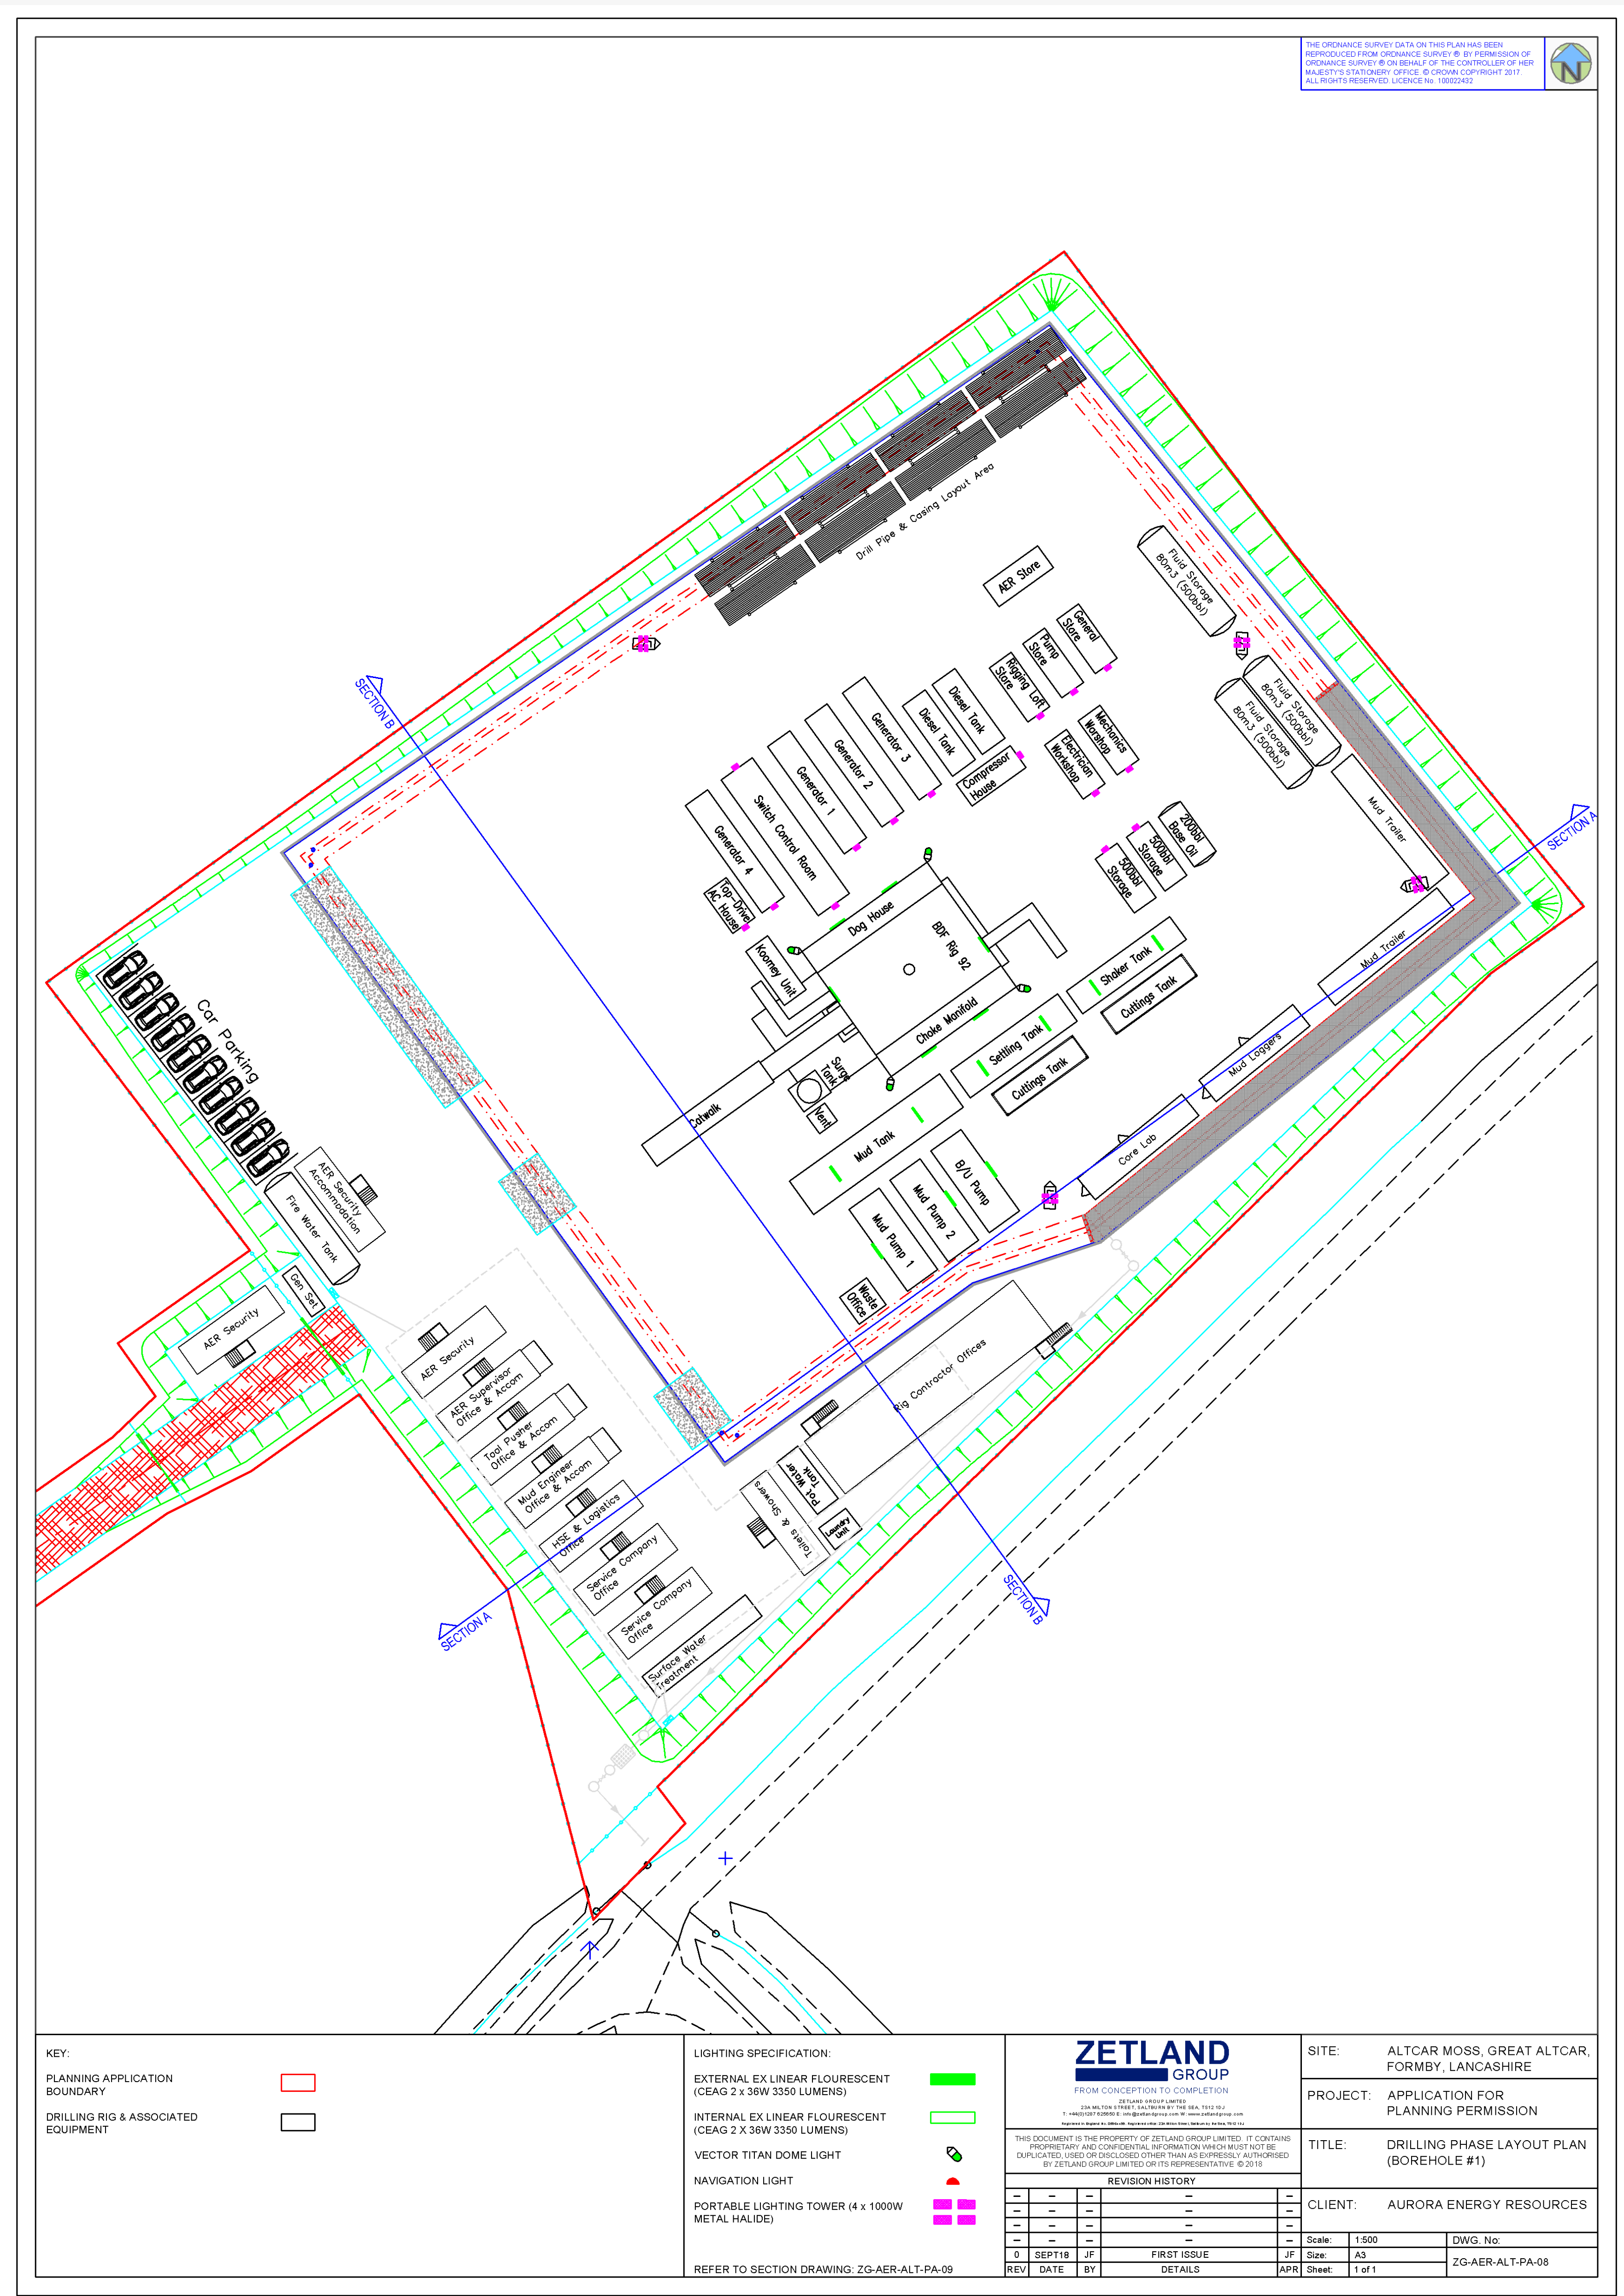 THE ORDNANCE SURVEY DATA ON THIS PLAN HAS BEEN
REPRODUCED FROM ORDNANCE SURVEY ® BY PERMISSION OF
ORDNANCE SURVEY ® ON BEHALF OF THE CONTROLLER OF HER
MAJESTY'S STATIONERY OFFICE. © CROWN COPYRIGHT 2017.
ALL RIGHTS RESERVED. LICENCE No. 100022432
N
Drill Pipe & Casing Layout Area
AER Store
Fluid Storage
80m3 (500bbl)
General
Store
Pump
Store
Rigging Loft
Store
SECTION B
Fluid Storage
80m3 (500bbl)
Fluid Storage
80m3 (500bbl)
Diesel Tank
Diesel Tank
Generator 3
Generator 2
Generator 1
Switch Control Room
Generator 4
Compressor
House
Mechanics
Worshop
Electrician
Workshop
Mud Trailer
SECTION A
200bbl
Base Oil
500bbl
Storage
500bbl
Storage
Top-Drive
AC House
Dog House
BDF Rig 92
Koomey Unit
Mud Trailer
Shaker Tank
Cuttings Tank
Choke Manifold
Settling Tank
Cuttings Tank
Car Parking
Surge
Tank
Vent
Catwalk
Mud Tank
Mud Loggers
Core Lab
B/U Pump
Mud Pump 2
Mud Pump 1
Waste
Office
AER Security
Accommodation
Fire Water Tank
Gen Set
AER Security
AER Security
AER Supervisor
Office & Accom
Tool Pusher
Office & Accom
Mud Engineer
Office & Accom
HSE & Logistics
Office
Service Company
Office
Service Company
Office
Surface Water
Treatment
Rig Contractor Offices
Pot Water
Tank
Toilets & Showers
Laundry
Unit
SECTION A
SECTION B
KEY:
PLANNING APPLICATION
BOUNDARY
DRILLING RIG & ASSOCIATED
EQUIPMENT
LIGHTING SPECIFICATION:
EXTERNAL EX LINEAR FLOURESCENT
(CEAG 2 x 36W 3350 LUMENS)
INTERNAL EX LINEAR FLOURESCENT
(CEAG 2 X 36W 3350 LUMENS)
VECTOR TITAN DOME LIGHT
NAVIGATION LIGHT
PORTABLE LIGHTING TOWER (4 x 1000W
METAL HALIDE)
REFER TO SECTION DRAWING: ZG-AER-ALT-PA-09
ZETLAND
GROUP
FROM CONCEPTION TO COMPLETION
ZETLAND GROUP LIMITED
23A MILTON STREET, SALTBURN BY THE SEA, TS12 1DJ
THIS DOCUMENT IS THE PROPERTY OF ZETLAND GROUP LIMITED. IT CONTAINS
PROPRIETARY AND CONFIDENTIAL INFORMATION WHICH MUST NOT BE
DUPLICATED, USED OR DISCLOSED OTHER THAN AS EXPRESSLY AUTHORISED
BY ZETLAND GROUP LIMITED OR ITS REPRESENTATIVE © 2018
REVISION HISTORY
– – – – –
– – – – –
– – – – –
– – – – –
0 SEPT18 JF FIRST ISSUE JF
REV DATE BY DETAILS APR
SITE: ALTCAR MOSS, GREAT ALTCAR,
FORMBY, LANCASHIRE
PROJECT: APPLICATION FOR
PLANNING PERMISSION
TITLE: DRILLING PHASE LAYOUT PLAN
(BOREHOLE #1)
CLIENT: AURORA ENERGY RESOURCES
Scale: 1:500 DWG. No:
Size: A3 ZG-AER-ALT-PA-08
Sheet: 1 of 1